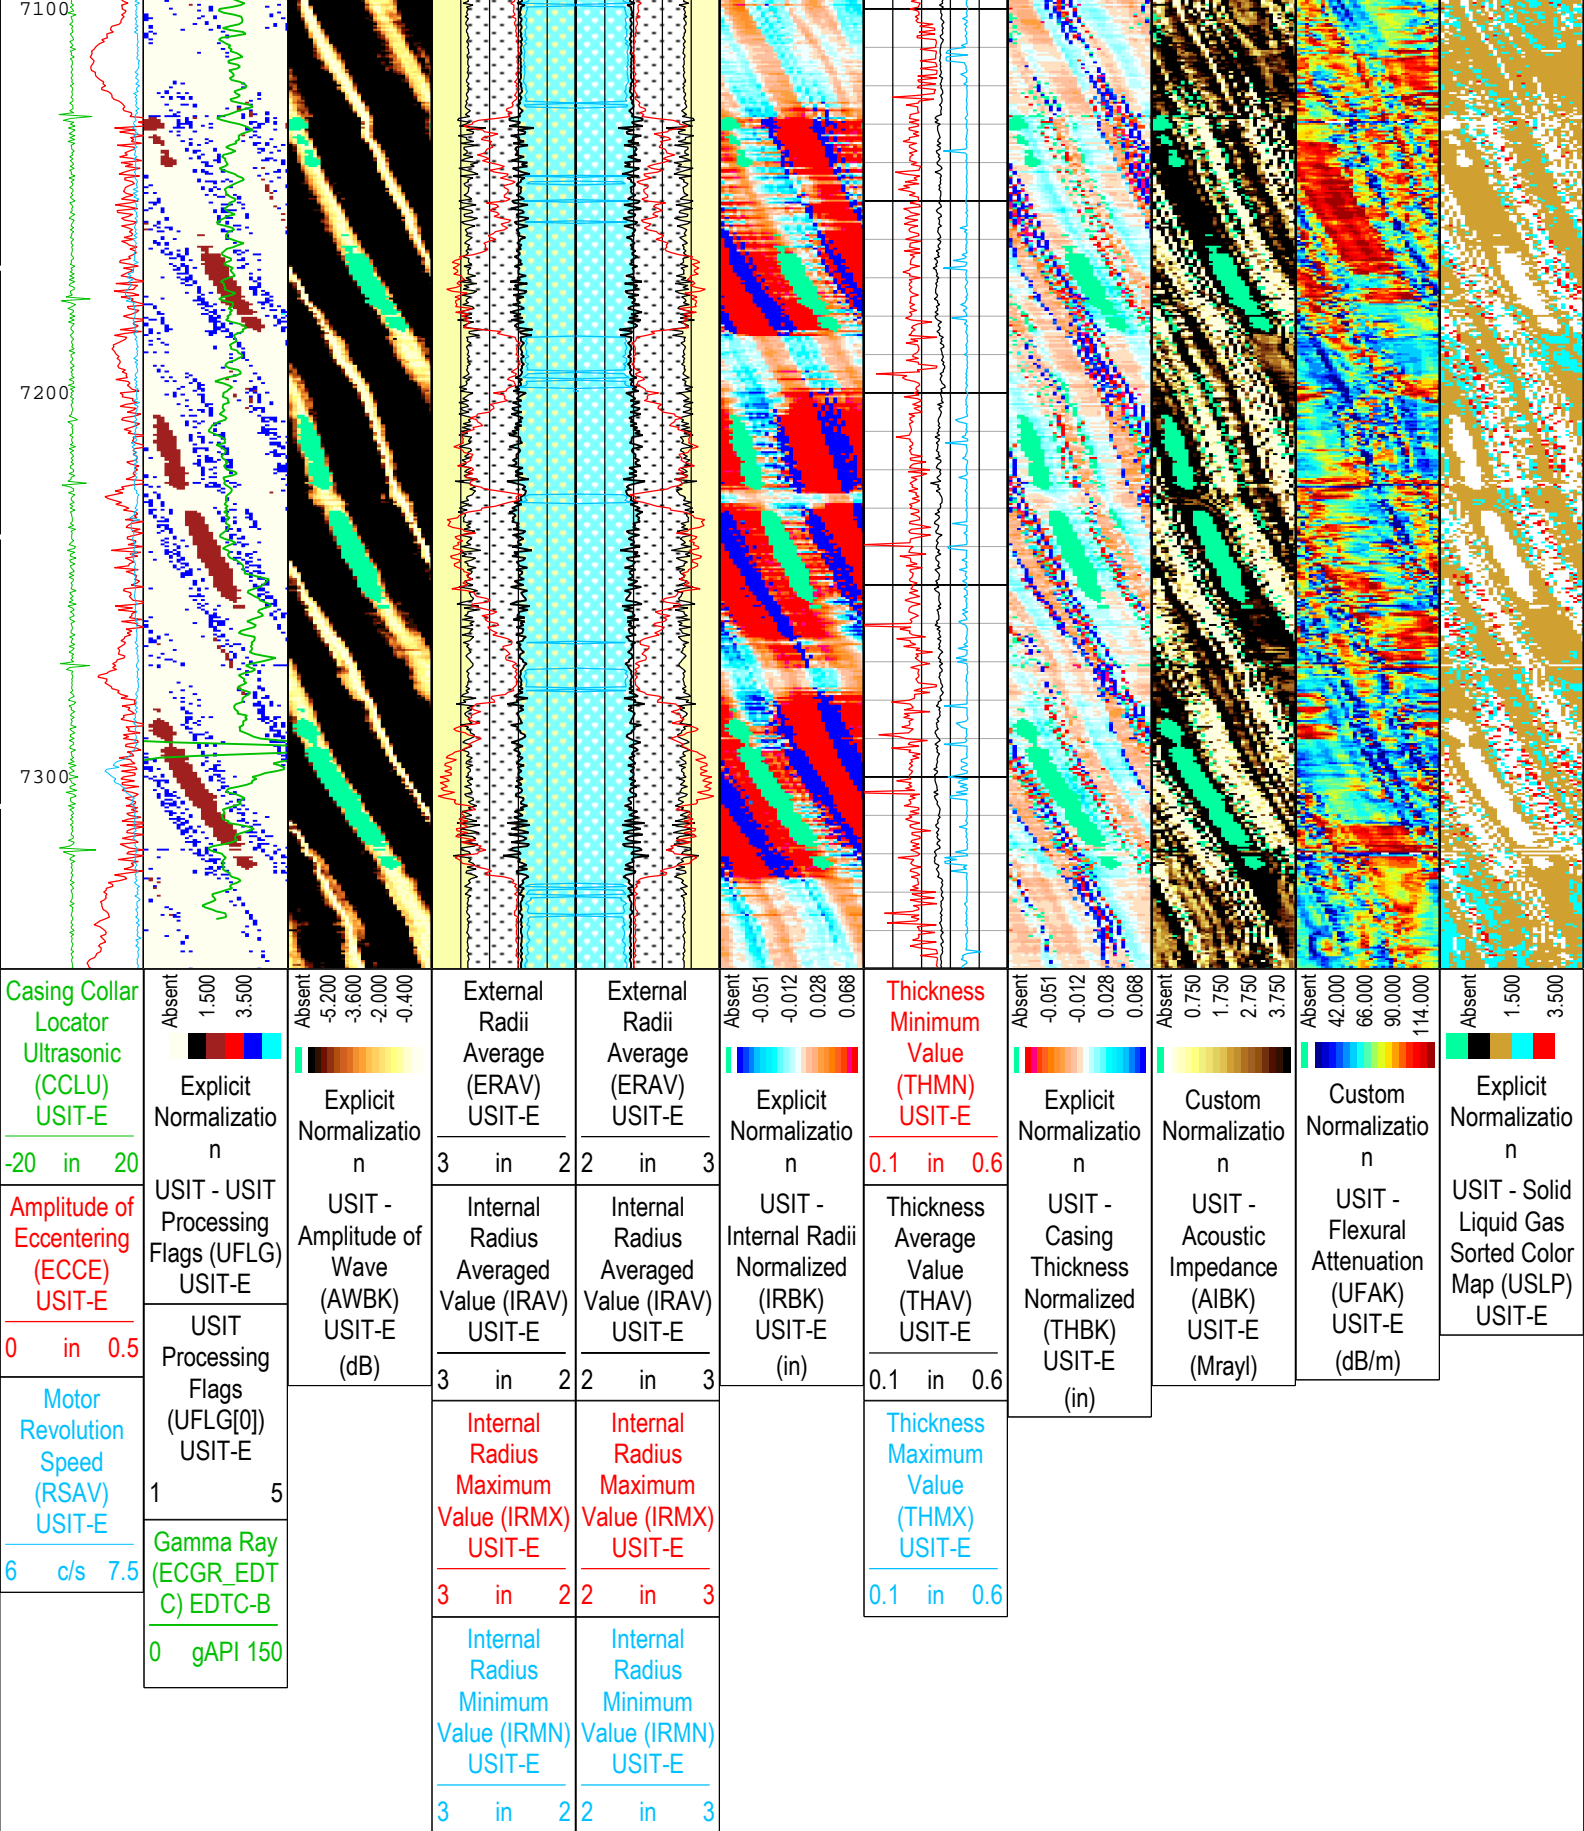 7100
7200
7300
Casing Collar
Locator
Ultrasonic
(CCLU)
USIT-E
-20 in 20
Amplitude of
Eccentering
(ECCE)
USIT-E
0 in 0.5
Motor
Revolution
Speed
(RSAV)
USIT-E
6 c/s 7.5
Absent
1.500
3.500
Explicit
Normalizatio
n
USIT - USIT
Processing
Flags (UFLG)
USIT-E
USIT
Processing
Flags
(UFLG[0])
USIT-E
1 5
Gamma Ray
(ECGR_EDT
C) EDTC-B
0 gAPI 150
Absent
-5.200
-3.600
-2.000
-0.400
Explicit
Normalizatio
n
USIT -
Amplitude of
Wave
(AWBK)
USIT-E
(dB)
External
Radii
Average
(ERAV)
USIT-E
3 in 2
Internal
Radius
Averaged
Value (IRAV)
USIT-E
3 in 2
Internal
Radius
Maximum
Value (IRMX)
USIT-E
3 in 2
Internal
Radius
Minimum
Value (IRMN)
USIT-E
3 in 2
External
Radii
Average
(ERAV)
USIT-E
2 in 3
Internal
Radius
Averaged
Value (IRAV)
USIT-E
2 in 3
Internal
Radius
Maximum
Value (IRMX)
USIT-E
2 in 3
Internal
Radius
Minimum
Value (IRMN)
USIT-E
2 in 3
Absent
-0.051
-0.012
0.028
0.068
Explicit
Normalizatio
n
USIT -
Internal Radii
Normalized
(IRBK)
USIT-E
(in)
Thickness
Minimum
Value
(THMN)
USIT-E
0.1 in 0.6
Thickness
Average
Value
(THAV)
USIT-E
0.1 in 0.6
Thickness
Maximum
Value
(THMX)
USIT-E
0.1 in 0.6
Absent
-0.051
-0.012
0.028
0.068
Explicit
Normalizatio
n
USIT -
Casing
Thickness
Normalized
(THBK)
USIT-E
(in)
Absent
0.750
1.750
2.750
3.750
Custom
Normalizatio
n
USIT -
Acoustic
Impedance
(AIBK)
USIT-E
(Mrayl)
Absent
42.000
66.000
90.000
114.000
Custom
Normalizatio
n
USIT -
Flexural
Attenuation
(UFAK)
USIT-E
(dB/m)
Absent
1.500
3.500
Explicit
Normalizatio
n
USIT - Solid
Liquid Gas
Sorted Color
Map (USLP)
USIT-E